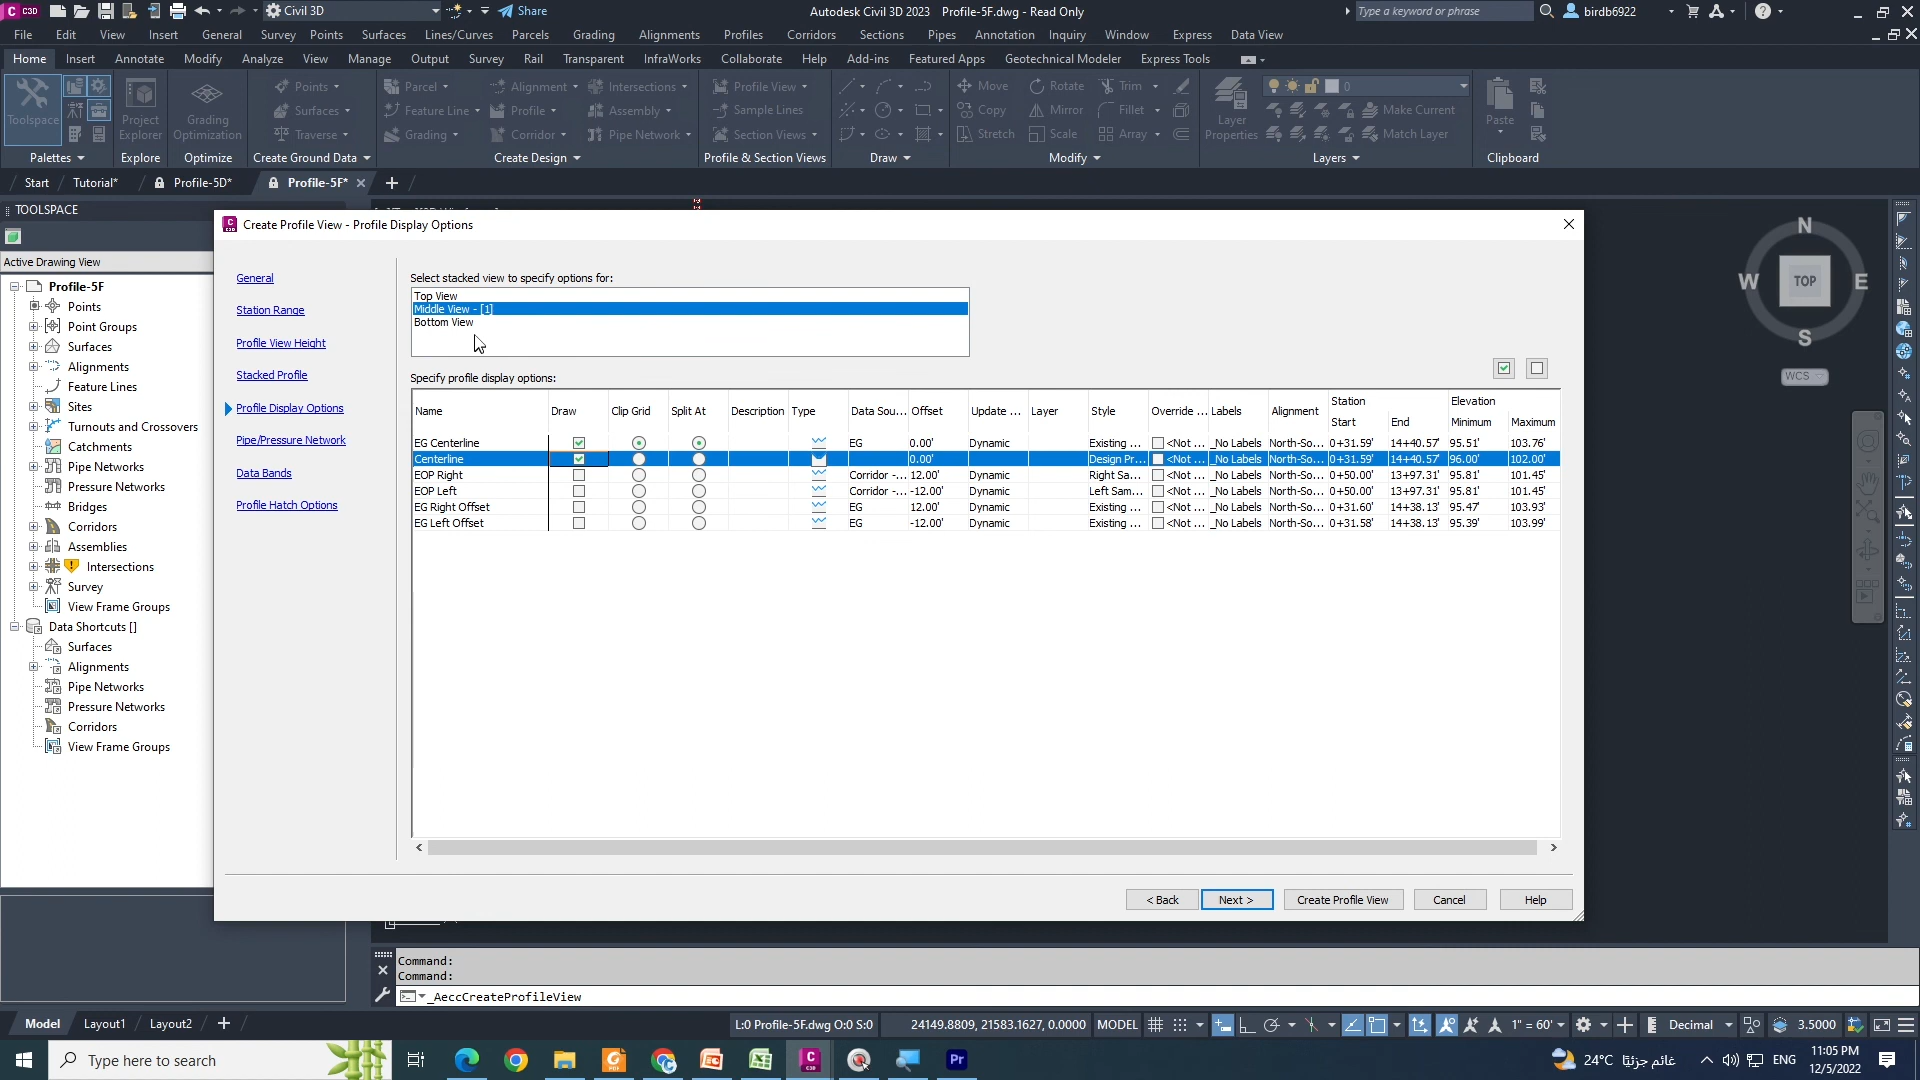 C3D
Civil 3D
Share
Autodesk Civil 3D 2023 Profile-5F.dwg - Read Only
Type a keyword or phrase
birdb6922
File Edit View Insert General Survey Points Surfaces Lines/Curves Parcels Grading Alignments Profiles Corridors Sections Pipes Annotation Inquiry Window Express Data View
Home Insert Annotate Modify Analyze View Manage Output Survey Rail Transparent InfraWorks Collaborate Help Add-ins Featured Apps Geotechnical Modeler Express Tools
Points Parcel Alignment Intersections Profile View Move Rotate Trim 0
Toolspace Project Explorer Grading Optimization Surfaces Feature Line Profile Assembly Sample Lines Copy Mirror Fillet Layer Properties Make Current Paste
Traverse Grading Corridor Pipe Network Section Views Stretch Scale Array Match Layer
Palettes Explore Optimize Create Ground Data Create Design Profile & Section Views Draw Modify Layers Clipboard
Start Tutorial* Profile-5D* Profile-5F*
TOOLSPACE
Active Drawing View
Profile-5F
Points
Point Groups
Surfaces
Alignments
Feature Lines
Sites
Turnouts and Crossovers
Catchments
Pipe Networks
Pressure Networks
Bridges
Corridors
Assemblies
Intersections
Survey
View Frame Groups
Data Shortcuts []
Surfaces
Alignments
Pipe Networks
Pressure Networks
Corridors
View Frame Groups
Create Profile View - Profile Display Options
General
Station Range
Profile View Height
Stacked Profile
Profile Display Options
Pipe/Pressure Network
Data Bands
Profile Hatch Options
Select stacked view to specify options for:
Top View
Middle View - [1]
Bottom View
Specify profile display options:
Name Draw Clip Grid Split At Description Type Data Sou... Offset Update ... Layer Style Override ... Labels Alignment Station Elevation
Start End Minimum Maximum
EG Centerline EG 0.00' Dynamic Existing ... <Not ... _No Labels North-So... 0+31.59' 14+40.57' 95.51' 103.76'
Centerline 0.00' Design Pr... <Not ... _No Labels North-So... 0+31.59' 14+40.57' 96.00' 102.00'
EOP Right Corridor -... 12.00' Dynamic Right Sa... <Not ... _No Labels North-So... 0+50.00' 13+97.31' 95.81' 101.45'
EOP Left Corridor -... -12.00' Dynamic Left Sam... <Not ... _No Labels North-So... 0+50.00' 13+97.31' 95.81' 101.45'
EG Right Offset EG 12.00' Dynamic Existing ... <Not ... _No Labels North-So... 0+31.60' 14+38.13' 95.47' 103.93'
EG Left Offset EG -12.00' Dynamic Existing ... <Not ... _No Labels North-So... 0+31.58' 14+38.13' 95.39' 103.99'
< Back Next > Create Profile View Cancel Help
N
W TOP E
S
WCS
Command:
Command:
_AeccCreateProfileView
Model Layout1 Layout2
L:0 Profile-5F.dwg O:0 S:0 24149.8809, 21583.1627, 0.0000 MODEL 1" = 60' Decimal 3.5000
Type here to search
Pr
24°C غائم جزئيًا
ENG
11:05 PM
12/5/2022